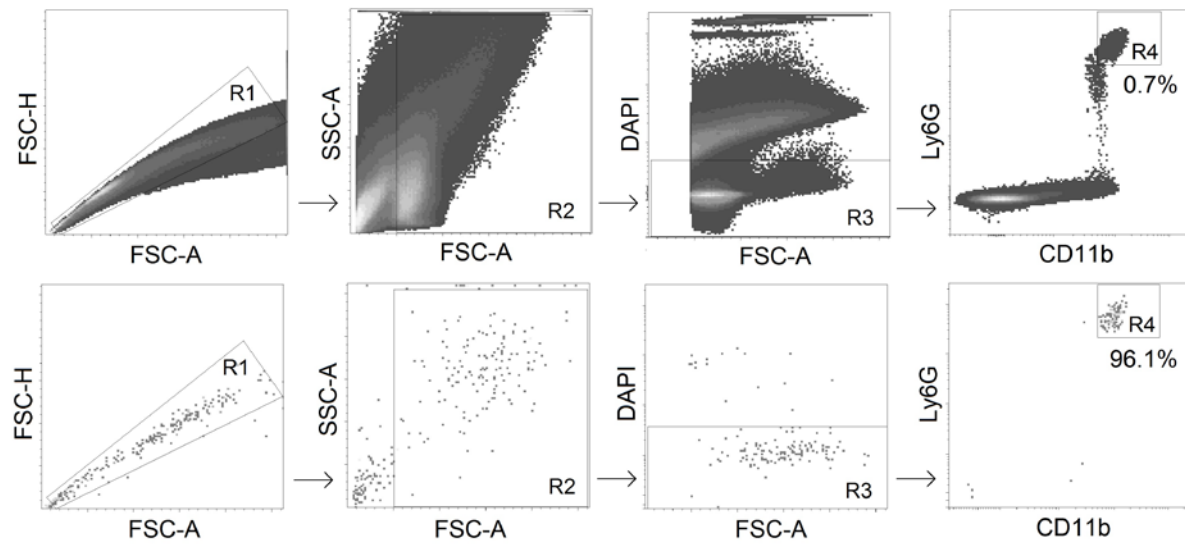 FSC-H
R1
FSC-A
SSC-A
R2
FSC-A
DAPI
R3
FSC-A
Ly6G
R4
0.7%
CD11b
FSC-H
R1
FSC-A
SSC-A
R2
FSC-A
DAPI
R3
FSC-A
Ly6G
R4
96.1%
CD11b